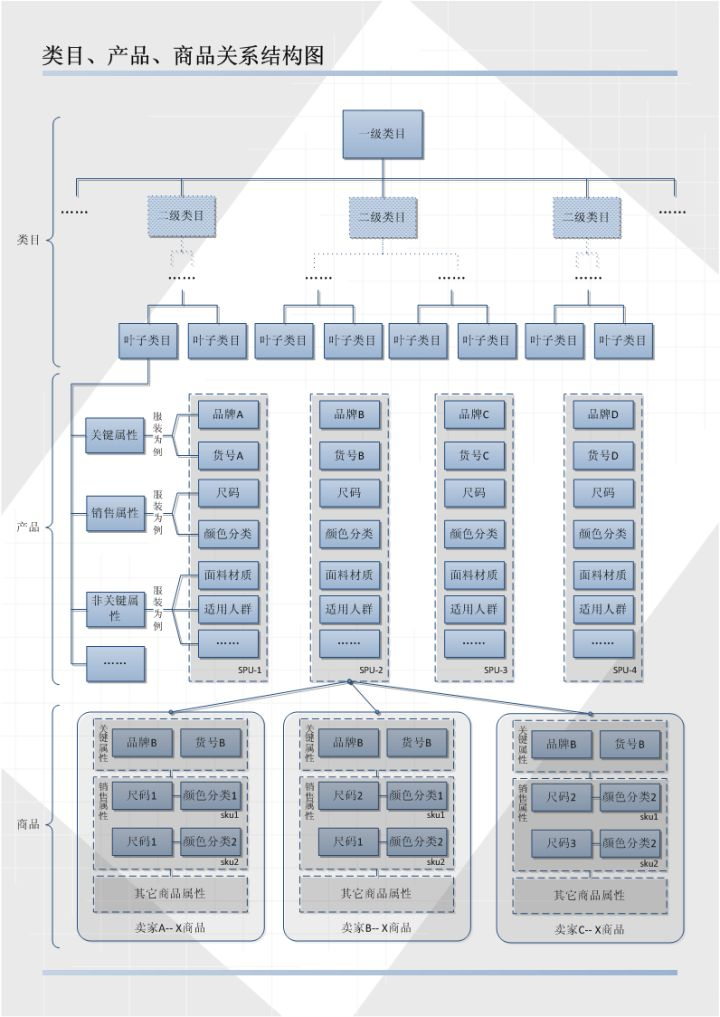 类目、产品、商品关系结构图
一级类目
……
二级类目
二级类目
二级类目
……
类目
……
……
……
……
叶子类目
叶子类目
叶子类目
叶子类目
叶子类目
叶子类目
叶子类目
叶子类目
产品
关键属性
服装为例
品牌A
品牌B
品牌C
品牌D
货号A
货号B
货号C
货号D
销售属性
服装为例
尺码
尺码
尺码
尺码
颜色分类
颜色分类
颜色分类
颜色分类
非关键属
性
服装为例
面料材质
面料材质
面料材质
面料材质
适用人群
适用人群
适用人群
适用人群
……
……
……
……
……
SPU-1
SPU-2
SPU-3
SPU-4
商品
关键属性
品牌B
货号B
销售属性
尺码1
颜色分类1
sku1
尺码1
颜色分类2
sku2
其它商品属性
卖家A-- X商品
关键属性
品牌B
货号B
销售属性
尺码2
颜色分类1
sku1
尺码1
颜色分类2
sku2
其它商品属性
卖家B-- X商品
关键属性
品牌B
货号B
销售属性
尺码2
颜色分类2
sku1
尺码3
颜色分类2
sku2
其它商品属性
卖家C-- X商品